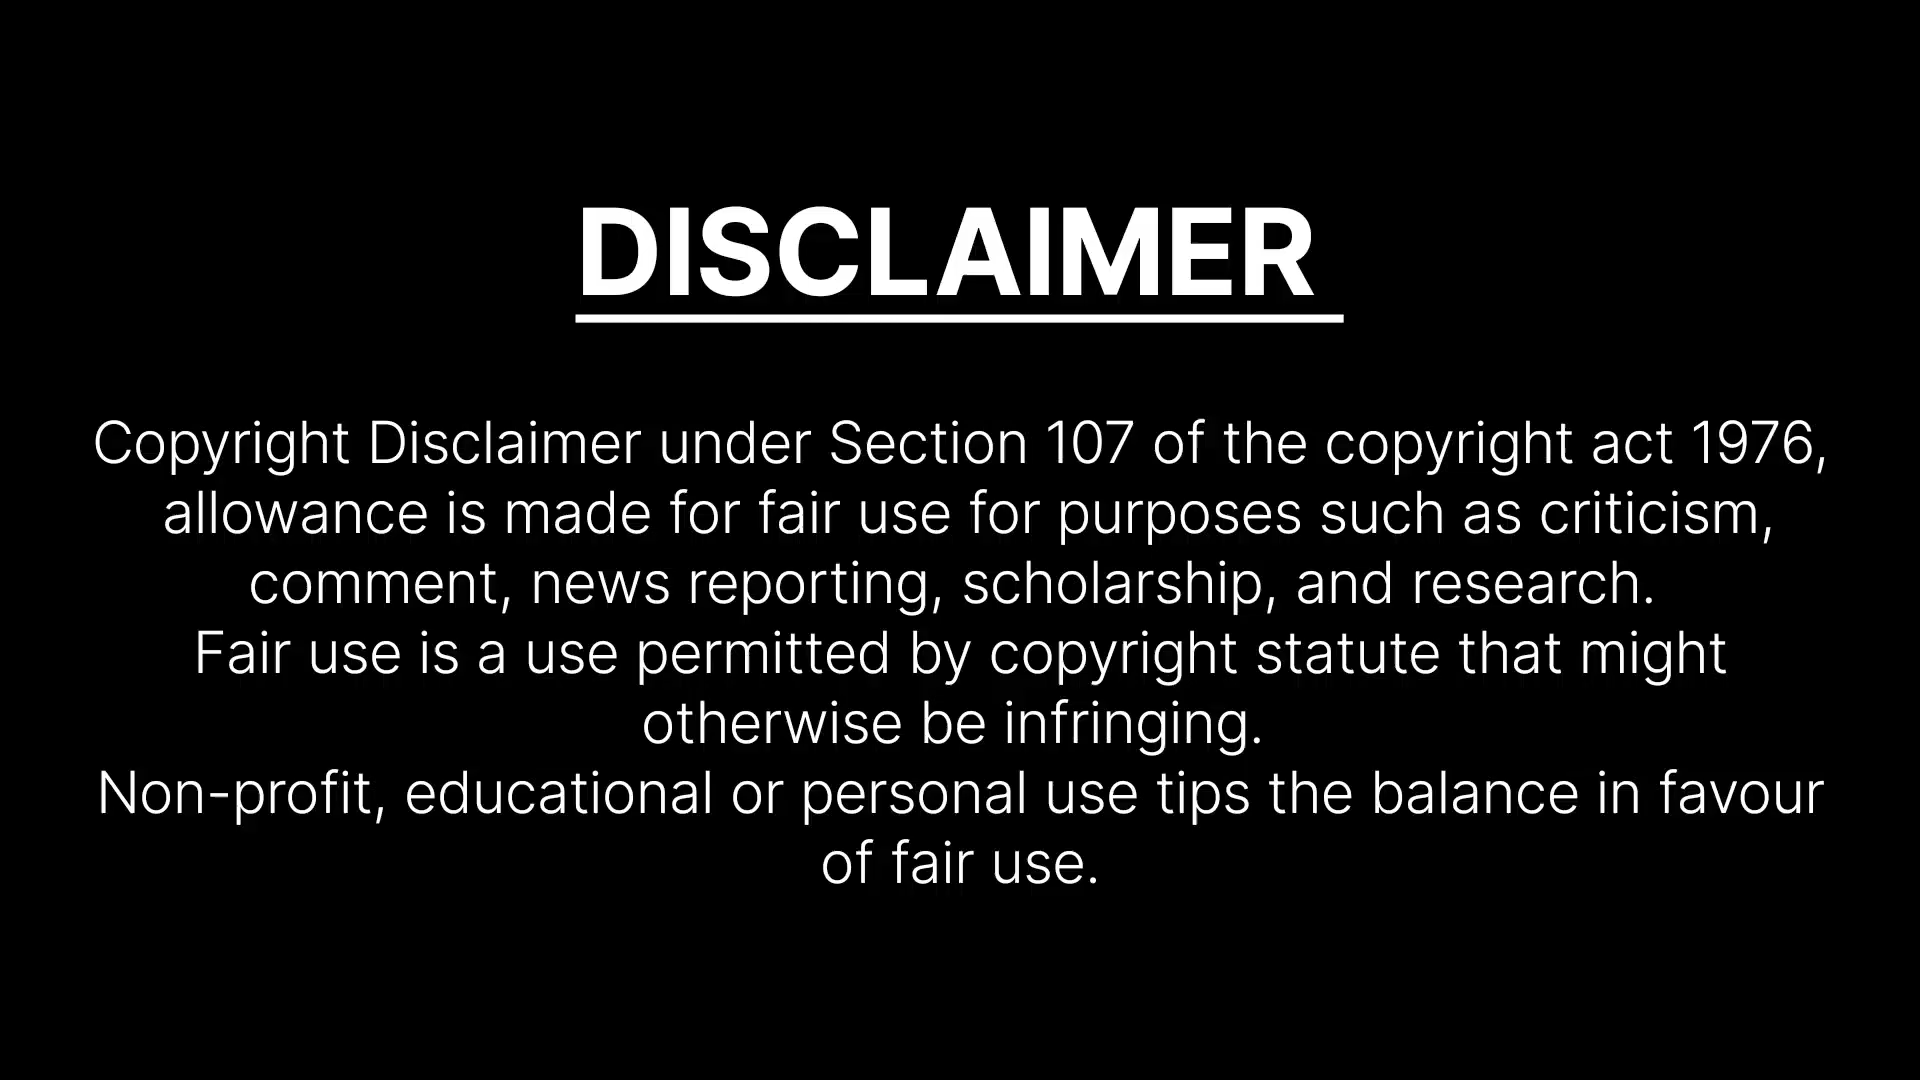 DISCLAIMER
Copyright Disclaimer under Section 107 of the copyright act 1976,
allowance is made for fair use for purposes such as criticism,
comment, news reporting, scholarship, and research.
Fair use is a use permitted by copyright statute that might
otherwise be infringing.
Non-profit, educational or personal use tips the balance in favour
of fair use.